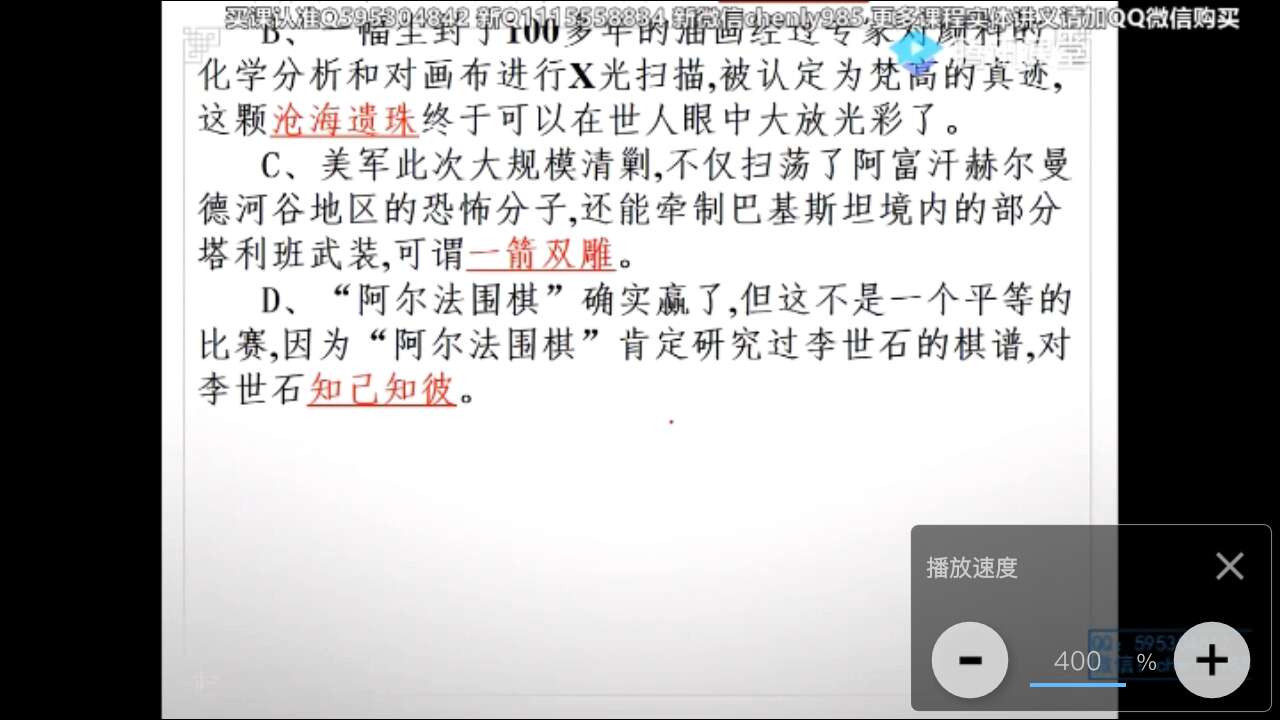 买课认准Q595304842 新Q1115558834 新微信chenly985 更多课程实体讲义请加QQ微信购买
B、一幅尘封了100多年的油画经过专家对颜料的
化学分析和对画布进行X光扫描,被认定为梵高的真迹,
这颗沧海遗珠终于可以在世人眼中大放光彩了。
C、美军此次大规模清剿,不仅扫荡了阿富汗赫尔曼
德河谷地区的恐怖分子,还能牵制巴基斯坦境内的部分
塔利班武装,可谓一箭双雕。
D、“阿尔法围棋”确实赢了,但这不是一个平等的
比赛,因为“阿尔法围棋”肯定研究过李世石的棋谱,对
李世石知己知彼。
播放速度
QQ: 5953
- 400 % +